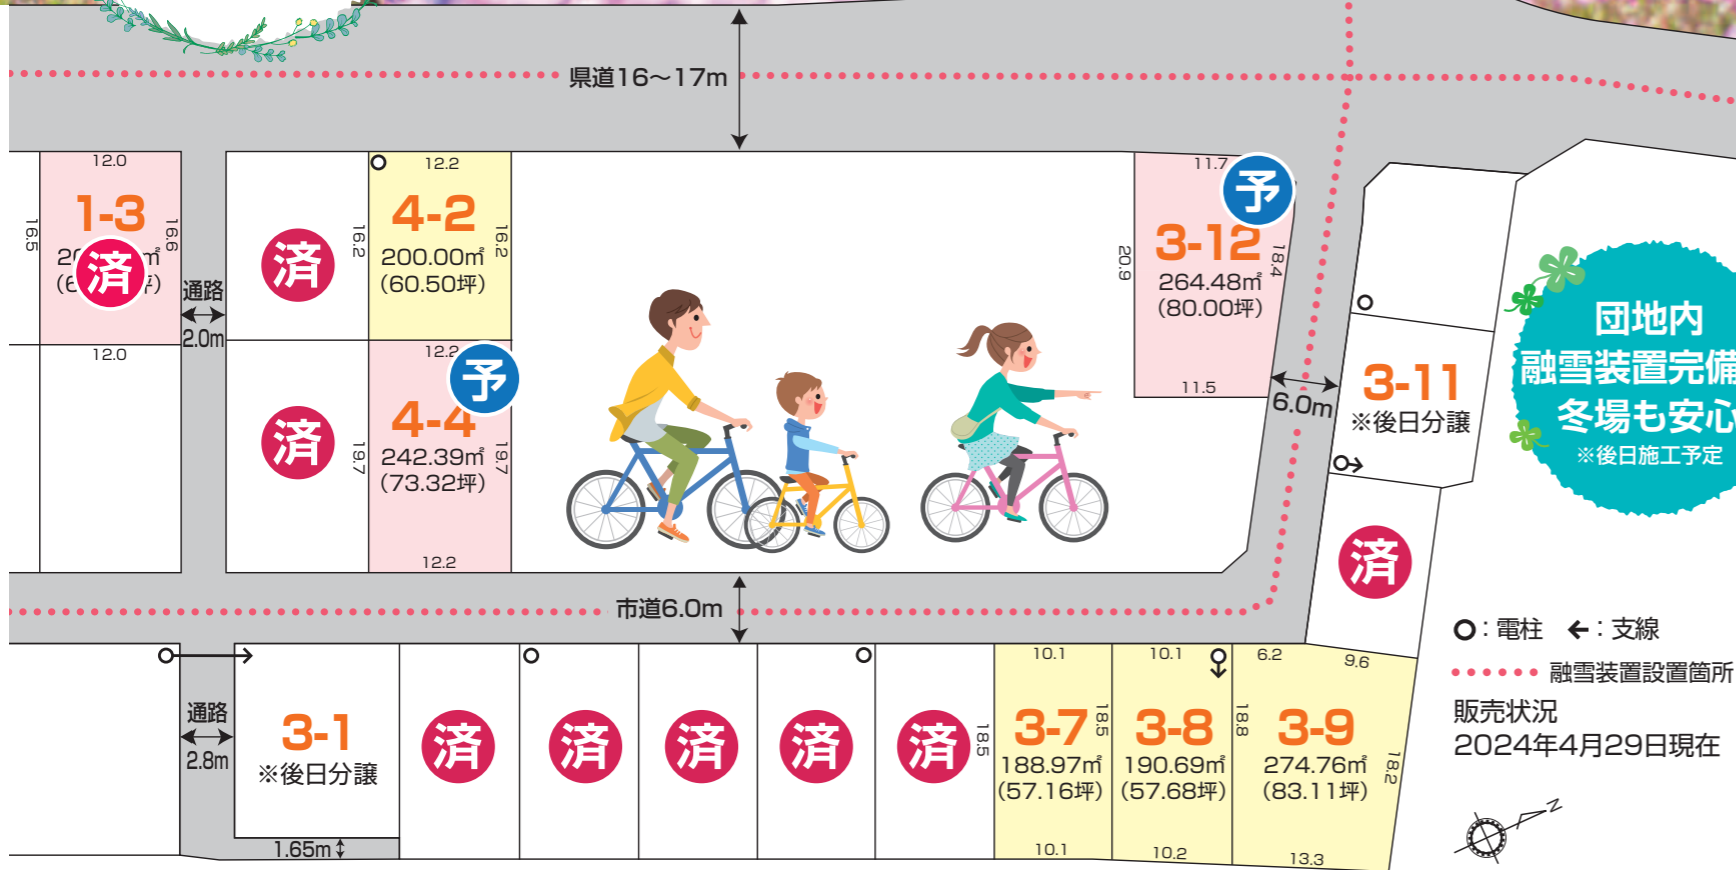 県道16～17m
12.0
1-3
16.5
16.6
済
12.0
通路
2.0m
済
16.2
12.2
4-2
200.00㎡
(60.50坪)
16.2
済
19.7
12.2
予
4-4
242.39㎡
(73.32坪)
19.7
12.2
11.7
予
3-12
264.48㎡
(80.00坪)
20.9
18.4
11.5
6.0m
3-11
※後日分譲
済
団地内
融雪装置完備
冬場も安心
※後日施工予定
市道6.0m
通路
2.8m
3-1
※後日分譲
1.65m
済
済
済
済
済
18.5
10.1
3-7
188.97㎡
(57.16坪)
18.5
10.1
10.1
3-8
190.69㎡
(57.68坪)
18.8
10.2
6.2
9.6
3-9
274.76㎡
(83.11坪)
18.2
13.3
：電柱 ←：支線
融雪装置設置箇所
販売状況
2024年4月29日現在
N